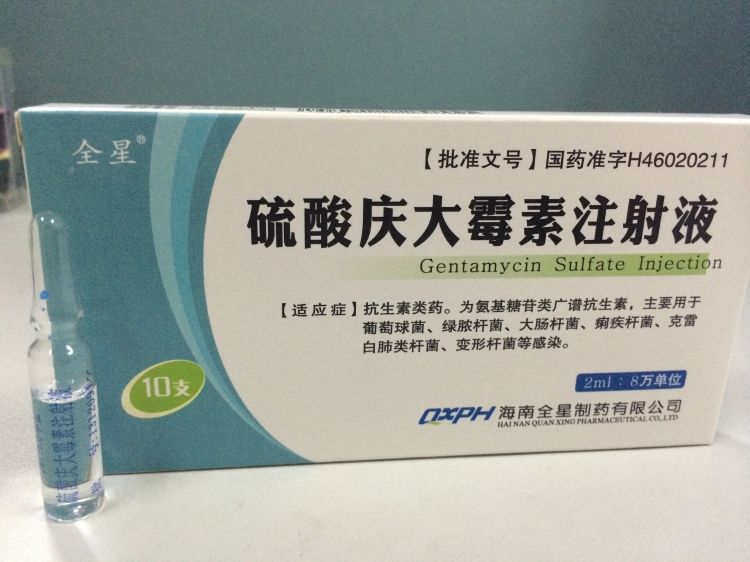 全星®
【批准文号】国药准字H46020211
硫酸庆大霉素注射液
Gentamycin Sulfate Injection
【适应症】抗生素类药。为氨基糖苷类广谱抗生素，主要用于
葡萄球菌、绿脓杆菌、大肠杆菌、痢疾杆菌、克雷
白肺类杆菌、变形杆菌等感染。
10支
2ml：8万单位
QXPH 海南全星制药有限公司
HAI NAN QUAN XING PHARMACEUTICAL CO., LTD
硫酸庆大霉素注射液